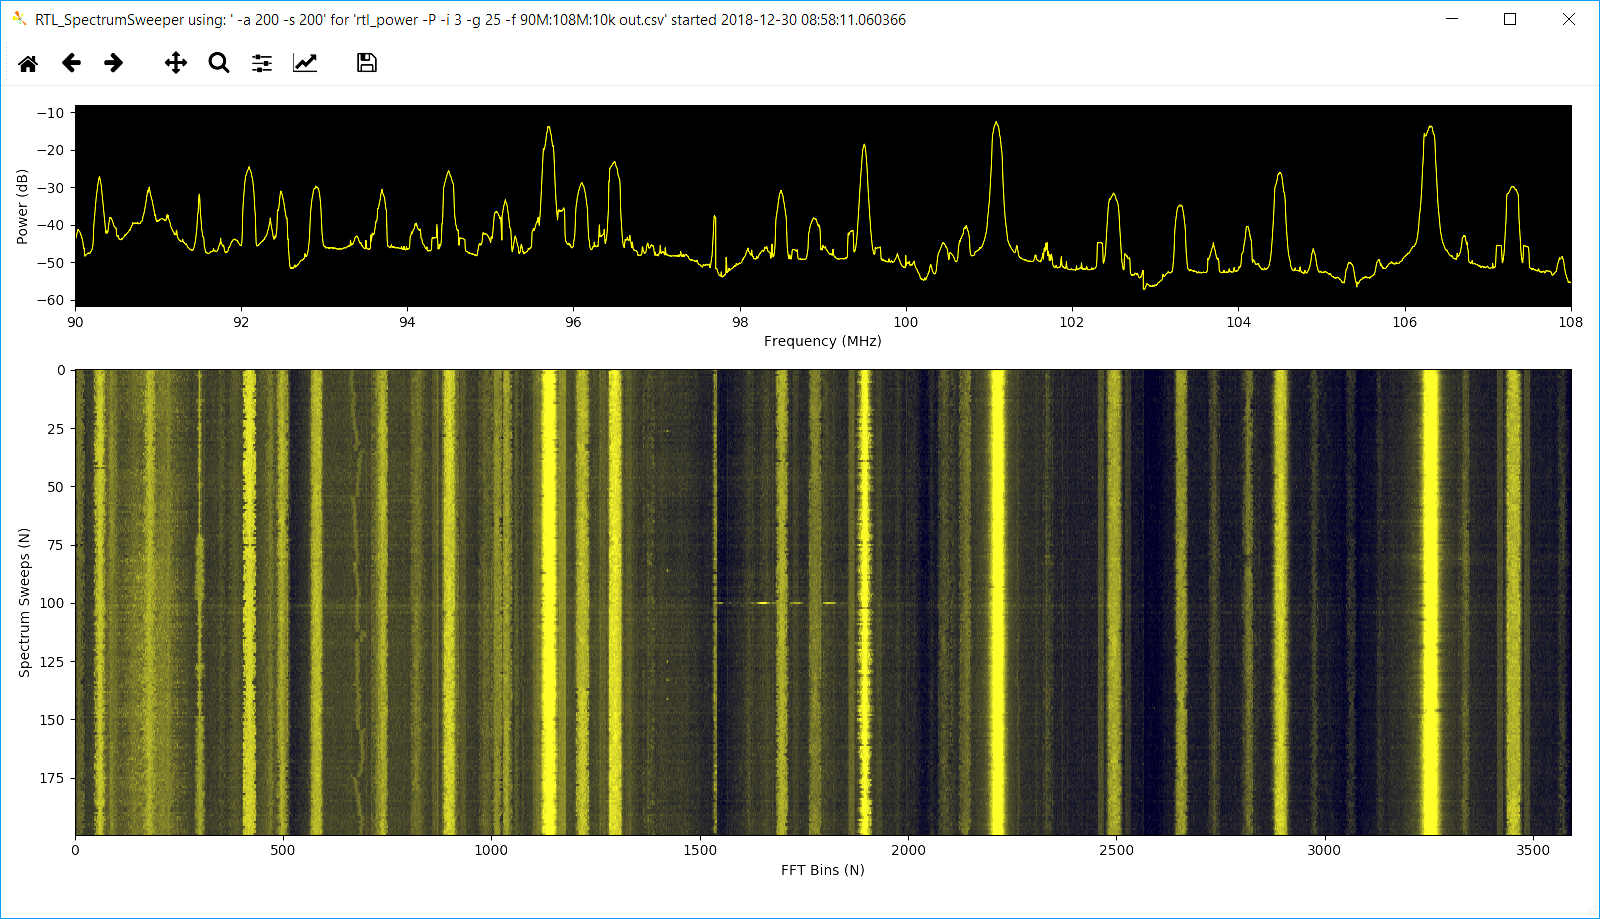 RTL_SpectrumSweeper using: ' -a 200 -s 200' for 'rtl_power -P -i 3 -g 25 -f 90M:108M:10k out.csv' started 2018-12-30 08:58:11.060366
Power (dB)
−10
−20
−30
−40
−50
−60
90 92 94 96 98 100 102 104 106 108
Frequency (MHz)
Spectrum Sweeps (N)
0
25
50
75
100
125
150
175
0 500 1000 1500 2000 2500 3000 3500
FFT Bins (N)